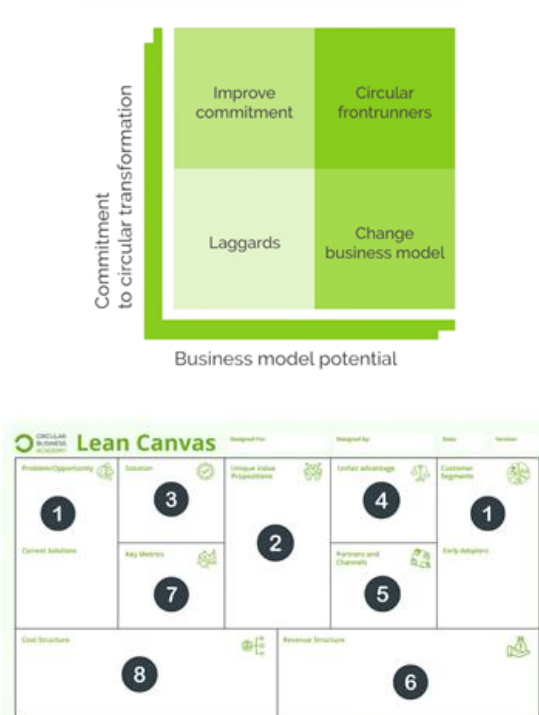 Commitment
to circular transformation
Improve
commitment
Circular
frontrunners
Laggards
Change
business model
Business model potential
CIRCULAR
BUSINESS
ACADEMY
Lean Canvas
Designed For:
Designed by:
Date:
Version:
Problem/Opportunity
1
Current Solutions
Solution
3
Key Metrics
7
Unique Value
Propositions
2
Unfair advantage
4
Partners and
Channels
5
Customer
Segments
1
Early Adopters
Cost Structure
8
Revenue Structure
6